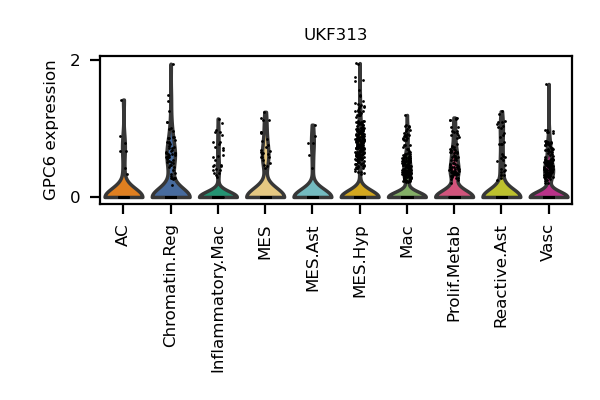 UKF313
GPC6 expression
2
0
AC
Chromatin.Reg
Inflammatory.Mac
MES
MES.Ast
MES.Hyp
Mac
Prolif.Metab
Reactive.Ast
Vasc